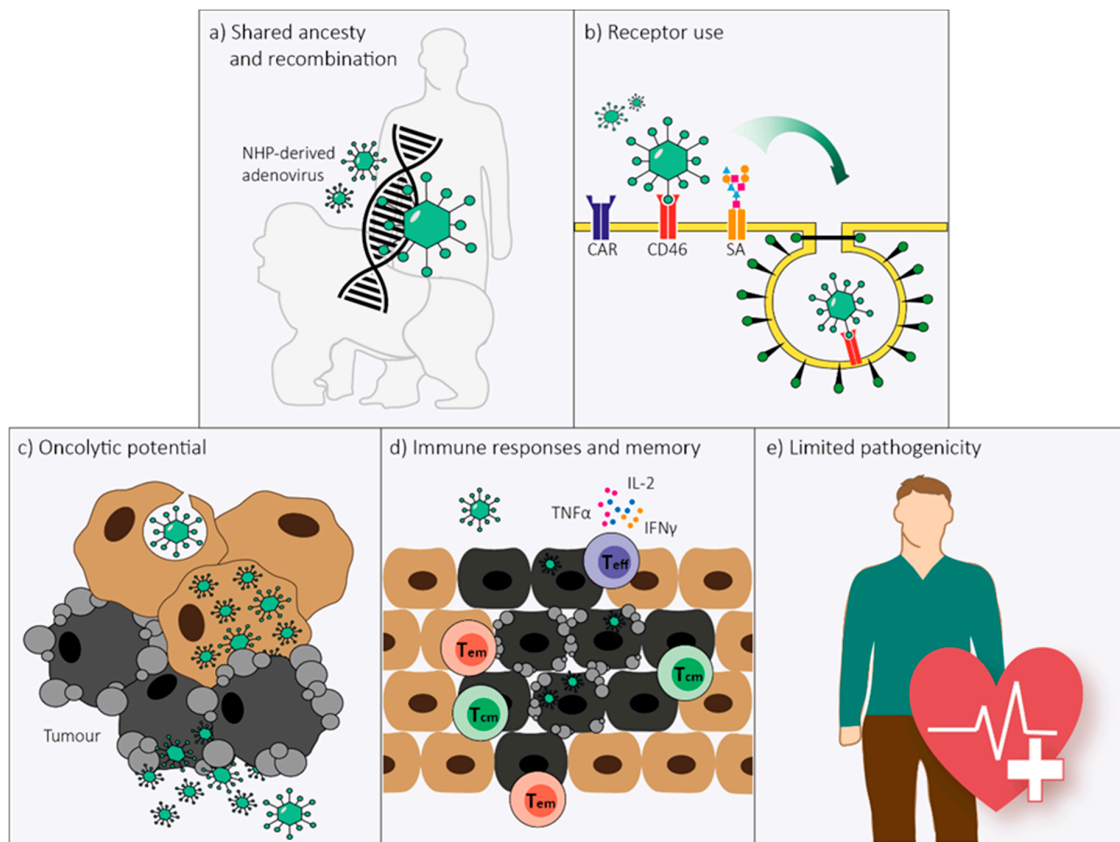 a) Shared ancesty
and recombination
NHP-derived
adenovirus
b) Receptor use
CAR
CD46
SA
c) Oncolytic potential
Tumour
d) Immune responses and memory
IL-2
TNFα
IFNγ
Teff
Tem
Tcm
Tcm
Tem
e) Limited pathogenicity